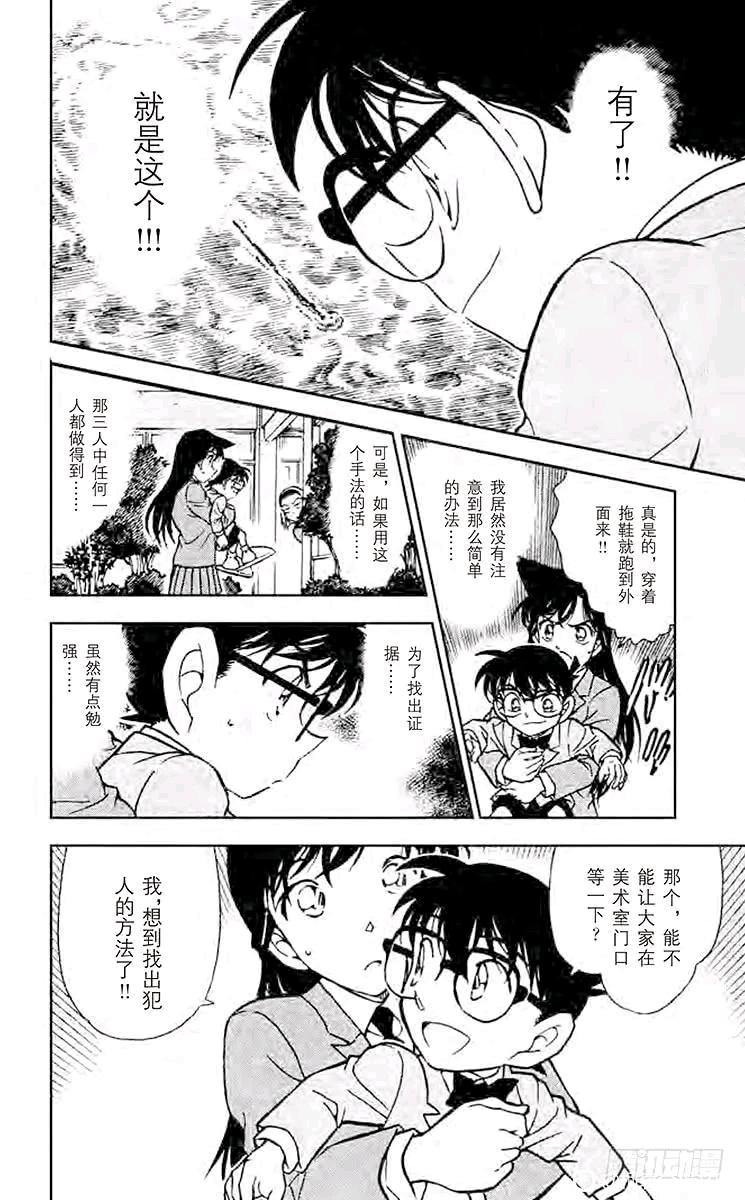 有了!!
就是这个!!!
真是的，穿着
拖鞋就跑到外
面来!!
我居然没有注
意到那么简单
的办法……
可是，如果用这
个手法的话……
那三人中任何一
人都做得到……
为了找出证
据……
虽然有点勉
强……
那个，能不
能让大家在
美术室门口
等一下？
我，想到找出犯
人的方法了!!